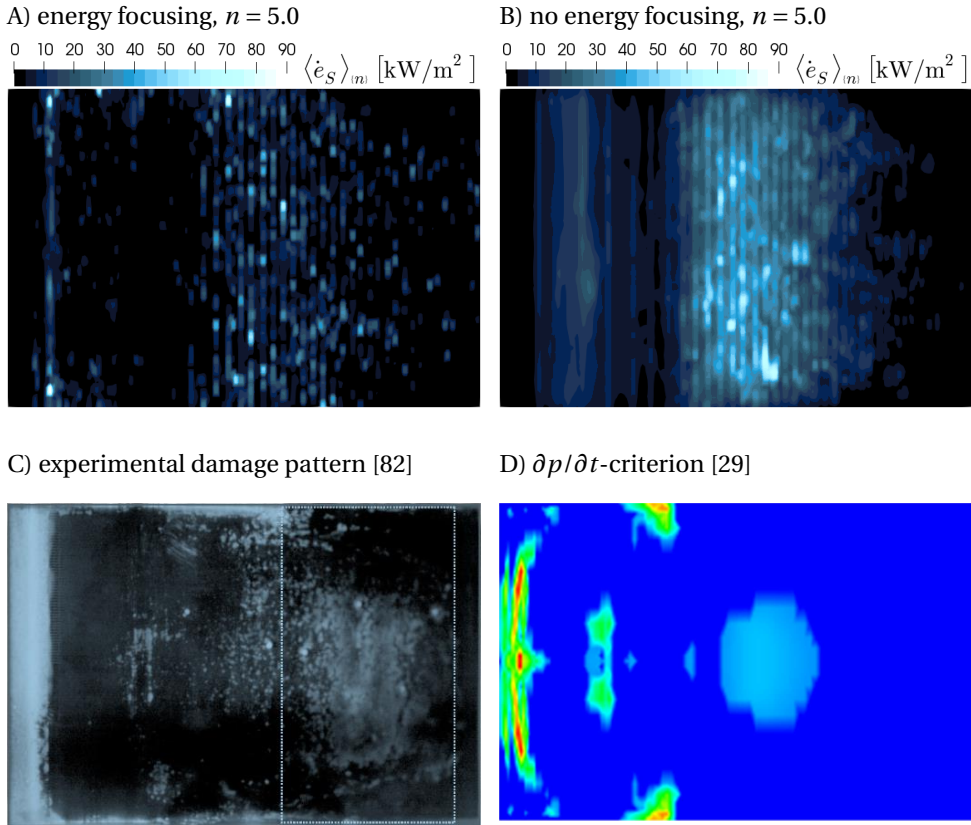 A) energy focusing, n = 5.0
0 10 20 30 40 50 60 70 80 90 ⟨ė_S⟩_(n) [kW/m²]
B) no energy focusing, n = 5.0
0 10 20 30 40 50 60 70 80 90 ⟨ė_S⟩_(n) [kW/m²]
C) experimental damage pattern [82]
D) ∂p/∂t-criterion [29]